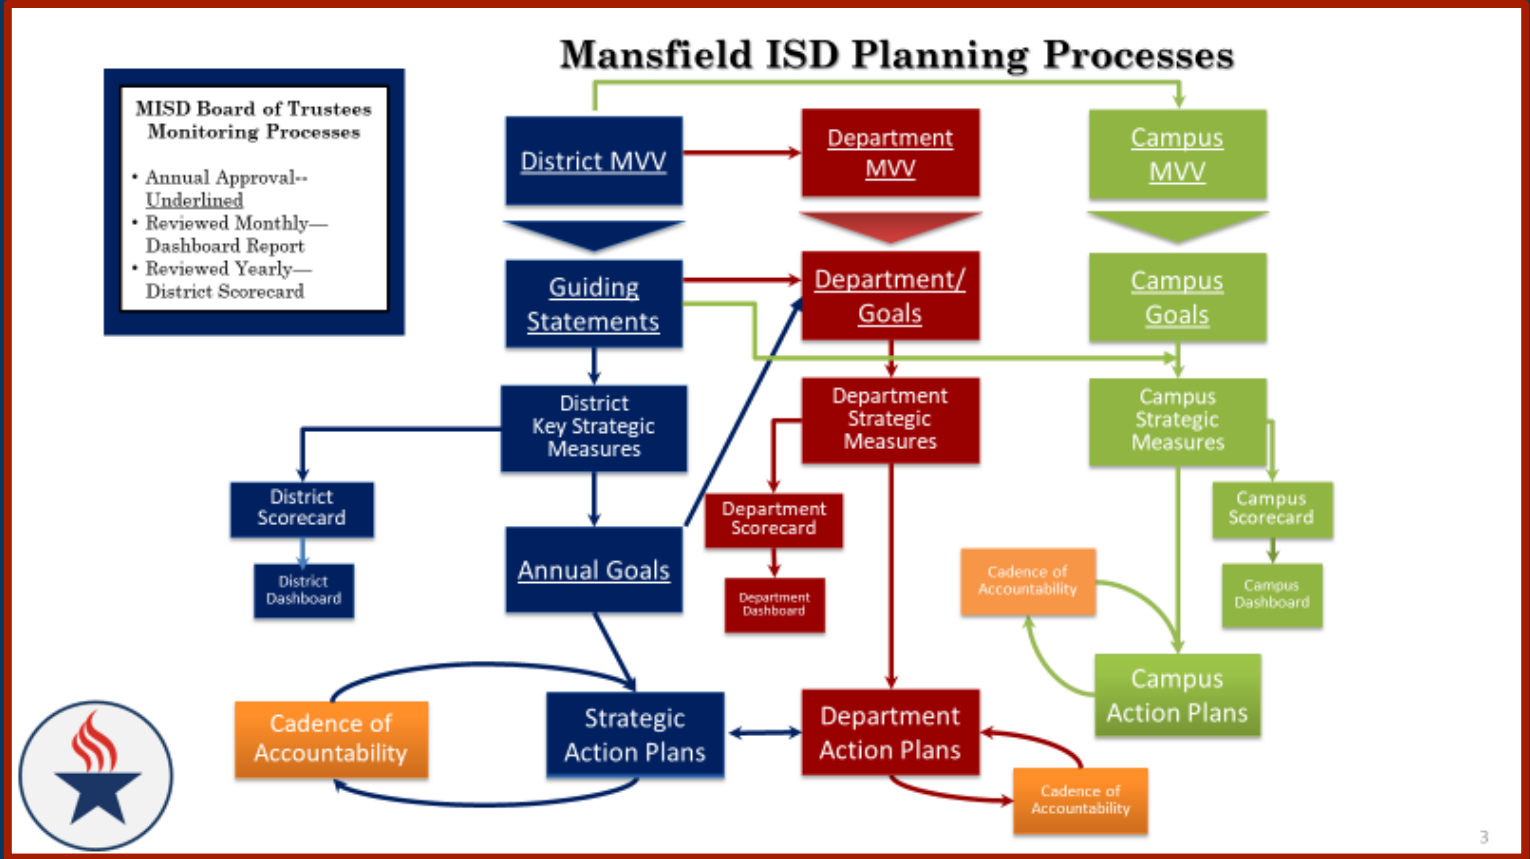 Mansfield ISD Planning Processes
MISD Board of Trustees
Monitoring Processes
• Annual Approval--
Underlined
• Reviewed Monthly—
Dashboard Report
• Reviewed Yearly—
District Scorecard
District MVV
Department
MVV
Campus
MVV
Guiding
Statements
Department/
Goals
Campus
Goals
District
Key Strategic
Measures
Department
Strategic
Measures
Campus
Strategic
Measures
District
Scorecard
Department
Scorecard
Campus
Scorecard
District
Dashboard
Annual Goals
Department
Dashboard
Cadence of
Accountability
Campus
Dashboard
Campus
Action Plans
Cadence of
Accountability
Strategic
Action Plans
Department
Action Plans
Cadence of
Accountability
3